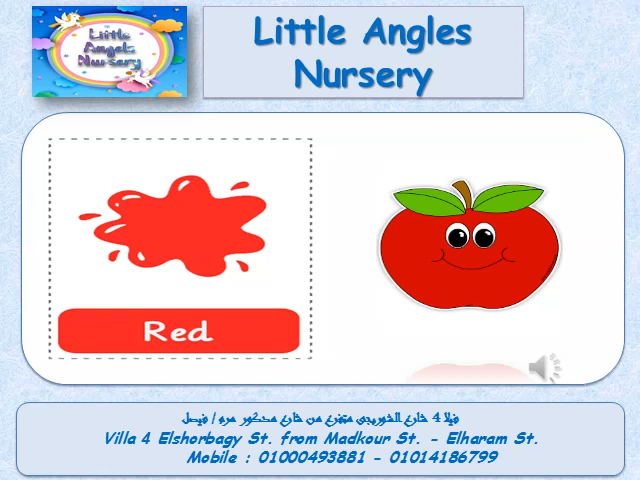 Little
Angels
Nursery
Little Angles
Nursery
Red
فيلا 4 شارع الشوربجى متفرع من شارع مدكور هرم / فيصل
Villa 4 Elshorbagy St. from Madkour St. - Elharam St.
Mobile : 01000493881 - 01014186799